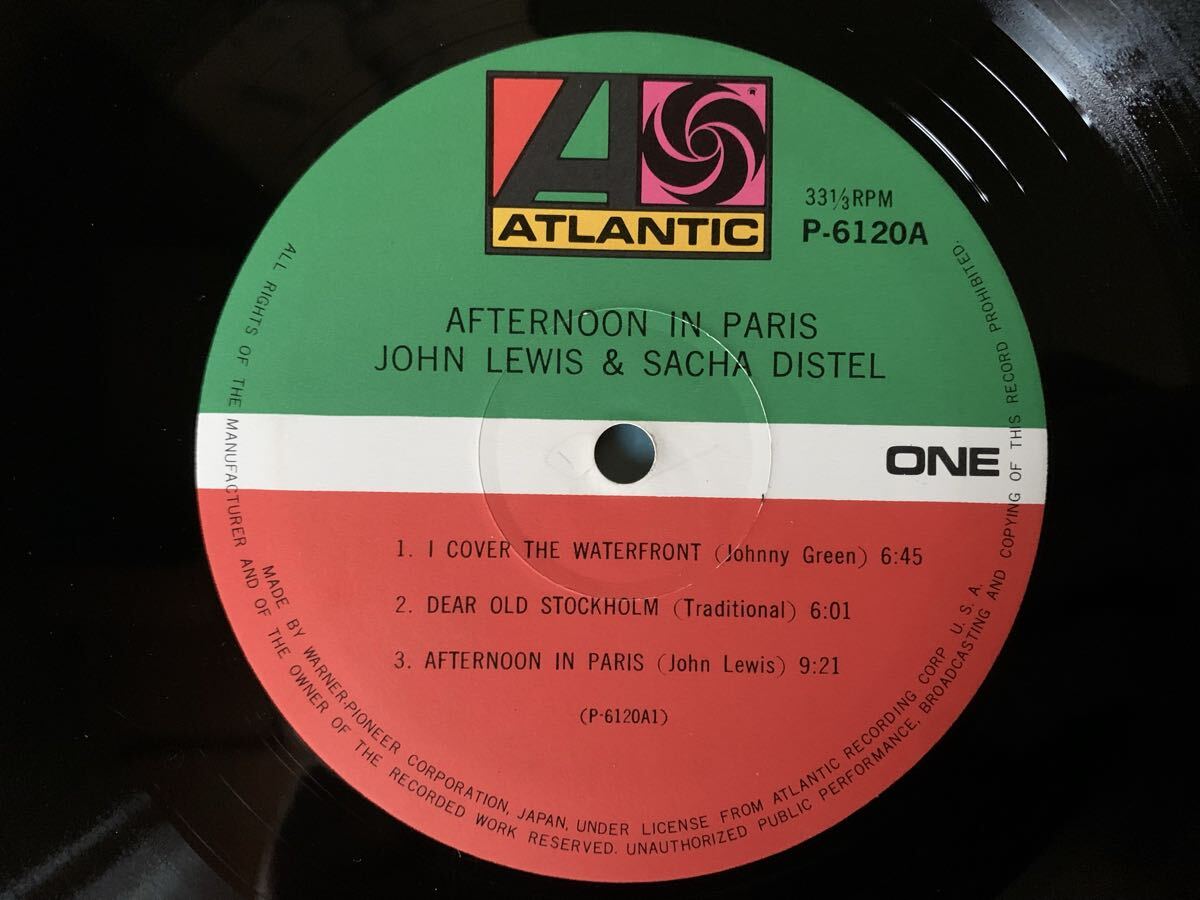 ATLANTIC
®
33 1/3 RPM
P-6120A
AFTERNOON IN PARIS
JOHN LEWIS & SACHA DISTEL
ONE
1. I COVER THE WATERFRONT (Johnny Green) 6:45
2. DEAR OLD STOCKHOLM (Traditional) 6:01
3. AFTERNOON IN PARIS (John Lewis) 9:21
(P-6120A1)
MADE BY WARNER-PIONEER CORPORATION, JAPAN, UNDER LICENSE FROM ATLANTIC RECORDING CORP U.S.A.
ALL RIGHTS OF THE MANUFACTURER AND OF THE OWNER OF THE RECORDED WORK RESERVED. UNAUTHORIZED PUBLIC PERFORMANCE, BROADCASTING AND COPYING OF THIS RECORD PROHIBITED.